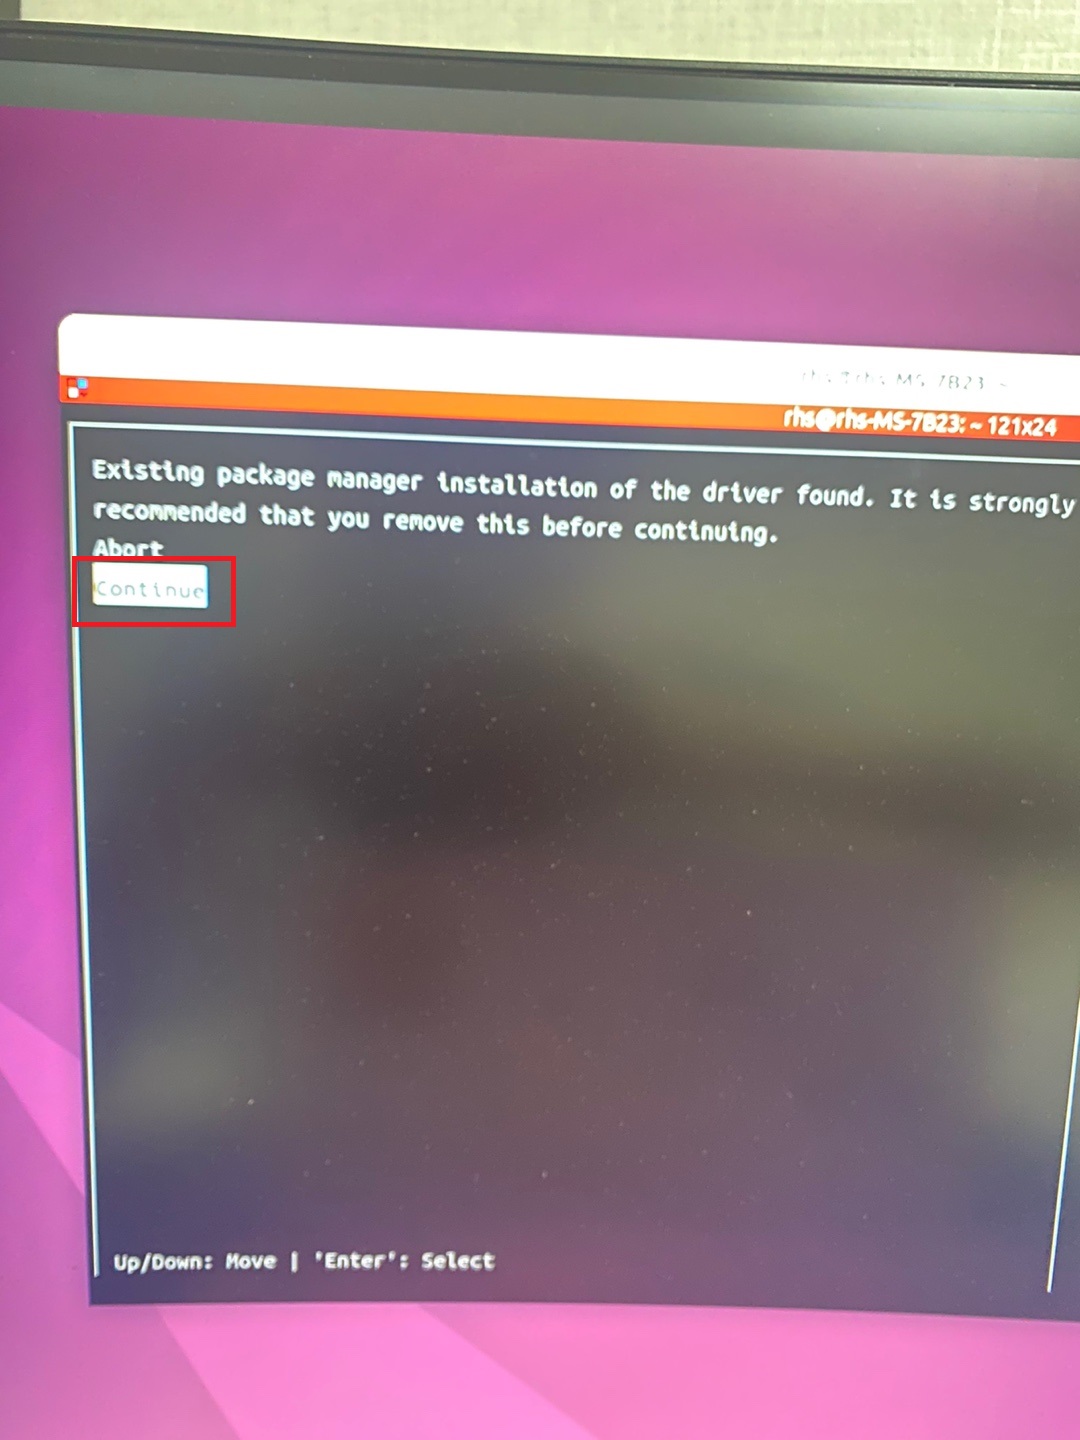 rhs@rhs-MS-7B23: ~
rhs@rhs-MS-7B23: ~ 121x24
Existing package manager installation of the driver found. It is strongly
recommended that you remove this before continuing.
Abort
Continue
Up/Down: Move | 'Enter': Select